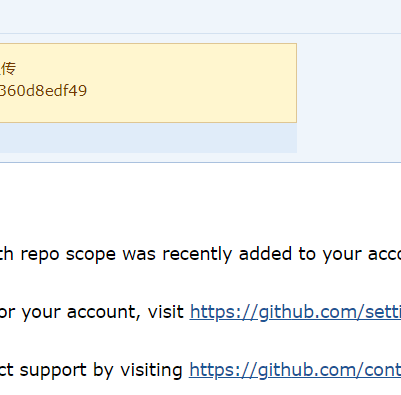 传
360d8edf49
th repo scope was recently added to your acc
or your account, visit https://github.com/setti
ct support by visiting https://github.com/cont